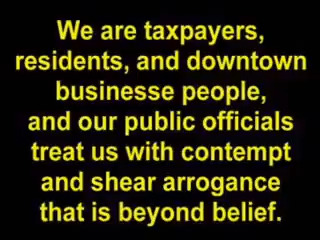 We are taxpayers,
residents, and downtown
businesse people,
and our public officials
treat us with contempt
and shear arrogance
that is beyond belief.